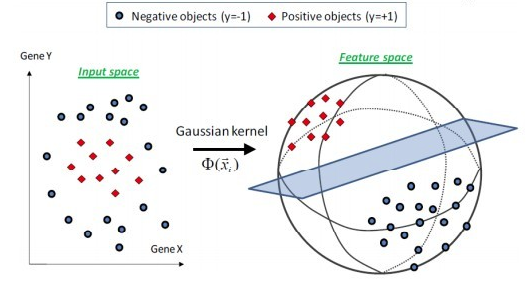 Negative objects (y=-1) Positive objects (y=+1)
Gene Y
Input space
Feature space
Gaussian kernel
Φ(x⃗ᵢ)
Gene X